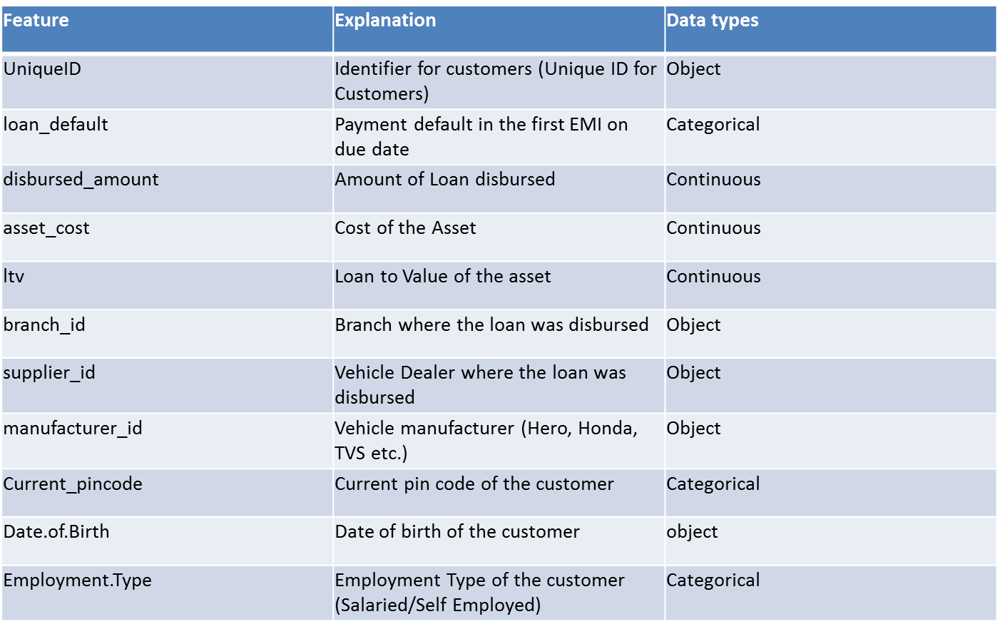 Feature Explanation Data types
UniqueID Identifier for customers (Unique ID for Object
Customers)
loan_default Payment default in the first EMI on Categorical
due date
disbursed_amount Amount of Loan disbursed Continuous
asset_cost Cost of the Asset Continuous
ltv Loan to Value of the asset Continuous
branch_id Branch where the loan was disbursed Object
supplier_id Vehicle Dealer where the loan was Object
disbursed
manufacturer_id Vehicle manufacturer (Hero, Honda, Object
TVS etc.)
Current_pincode Current pin code of the customer Categorical
Date.of.Birth Date of birth of the customer object
Employment.Type Employment Type of the customer Categorical
(Salaried/Self Employed)